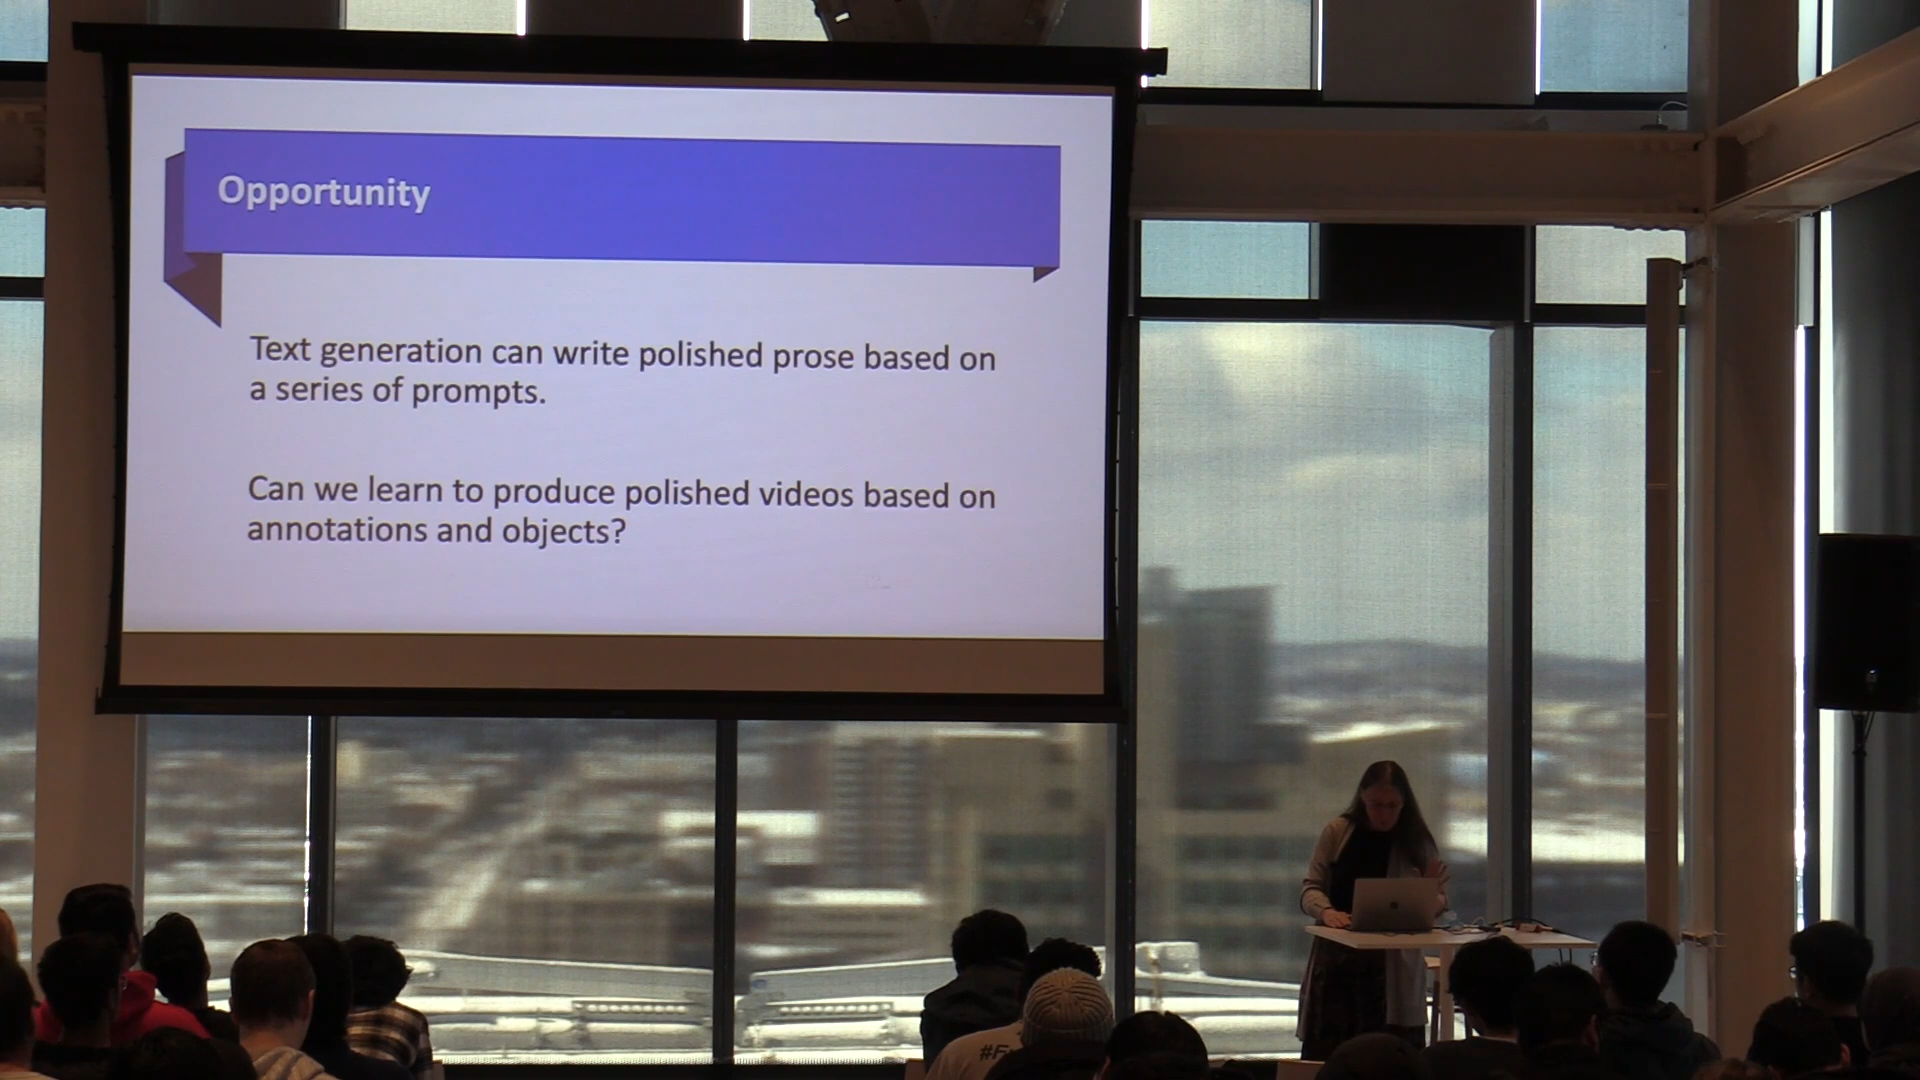 Opportunity
Text generation can write polished prose based on
a series of prompts.
Can we learn to produce polished videos based on
annotations and objects?